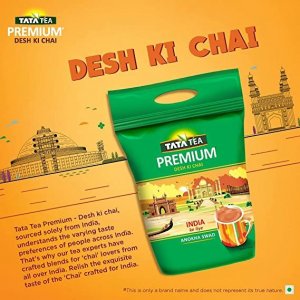 TATA TEA
PREMIUM®
DESH KI CHAI
DESH KI CHAI
TATA TEA
PREMIUM
DESH KI CHAI
INDIA
ANOKHA SWAD
Tata Tea Premium - Desh ki chai,
sourced solely from India,
understands the varying taste
preferences of people across India.
That's why our tea experts have
crafted blends for 'chai' lovers from
all over India. Relish the irresistible
taste of the 'Chai' crafted for India.
*This is only a brand name and does not represent its true nature.